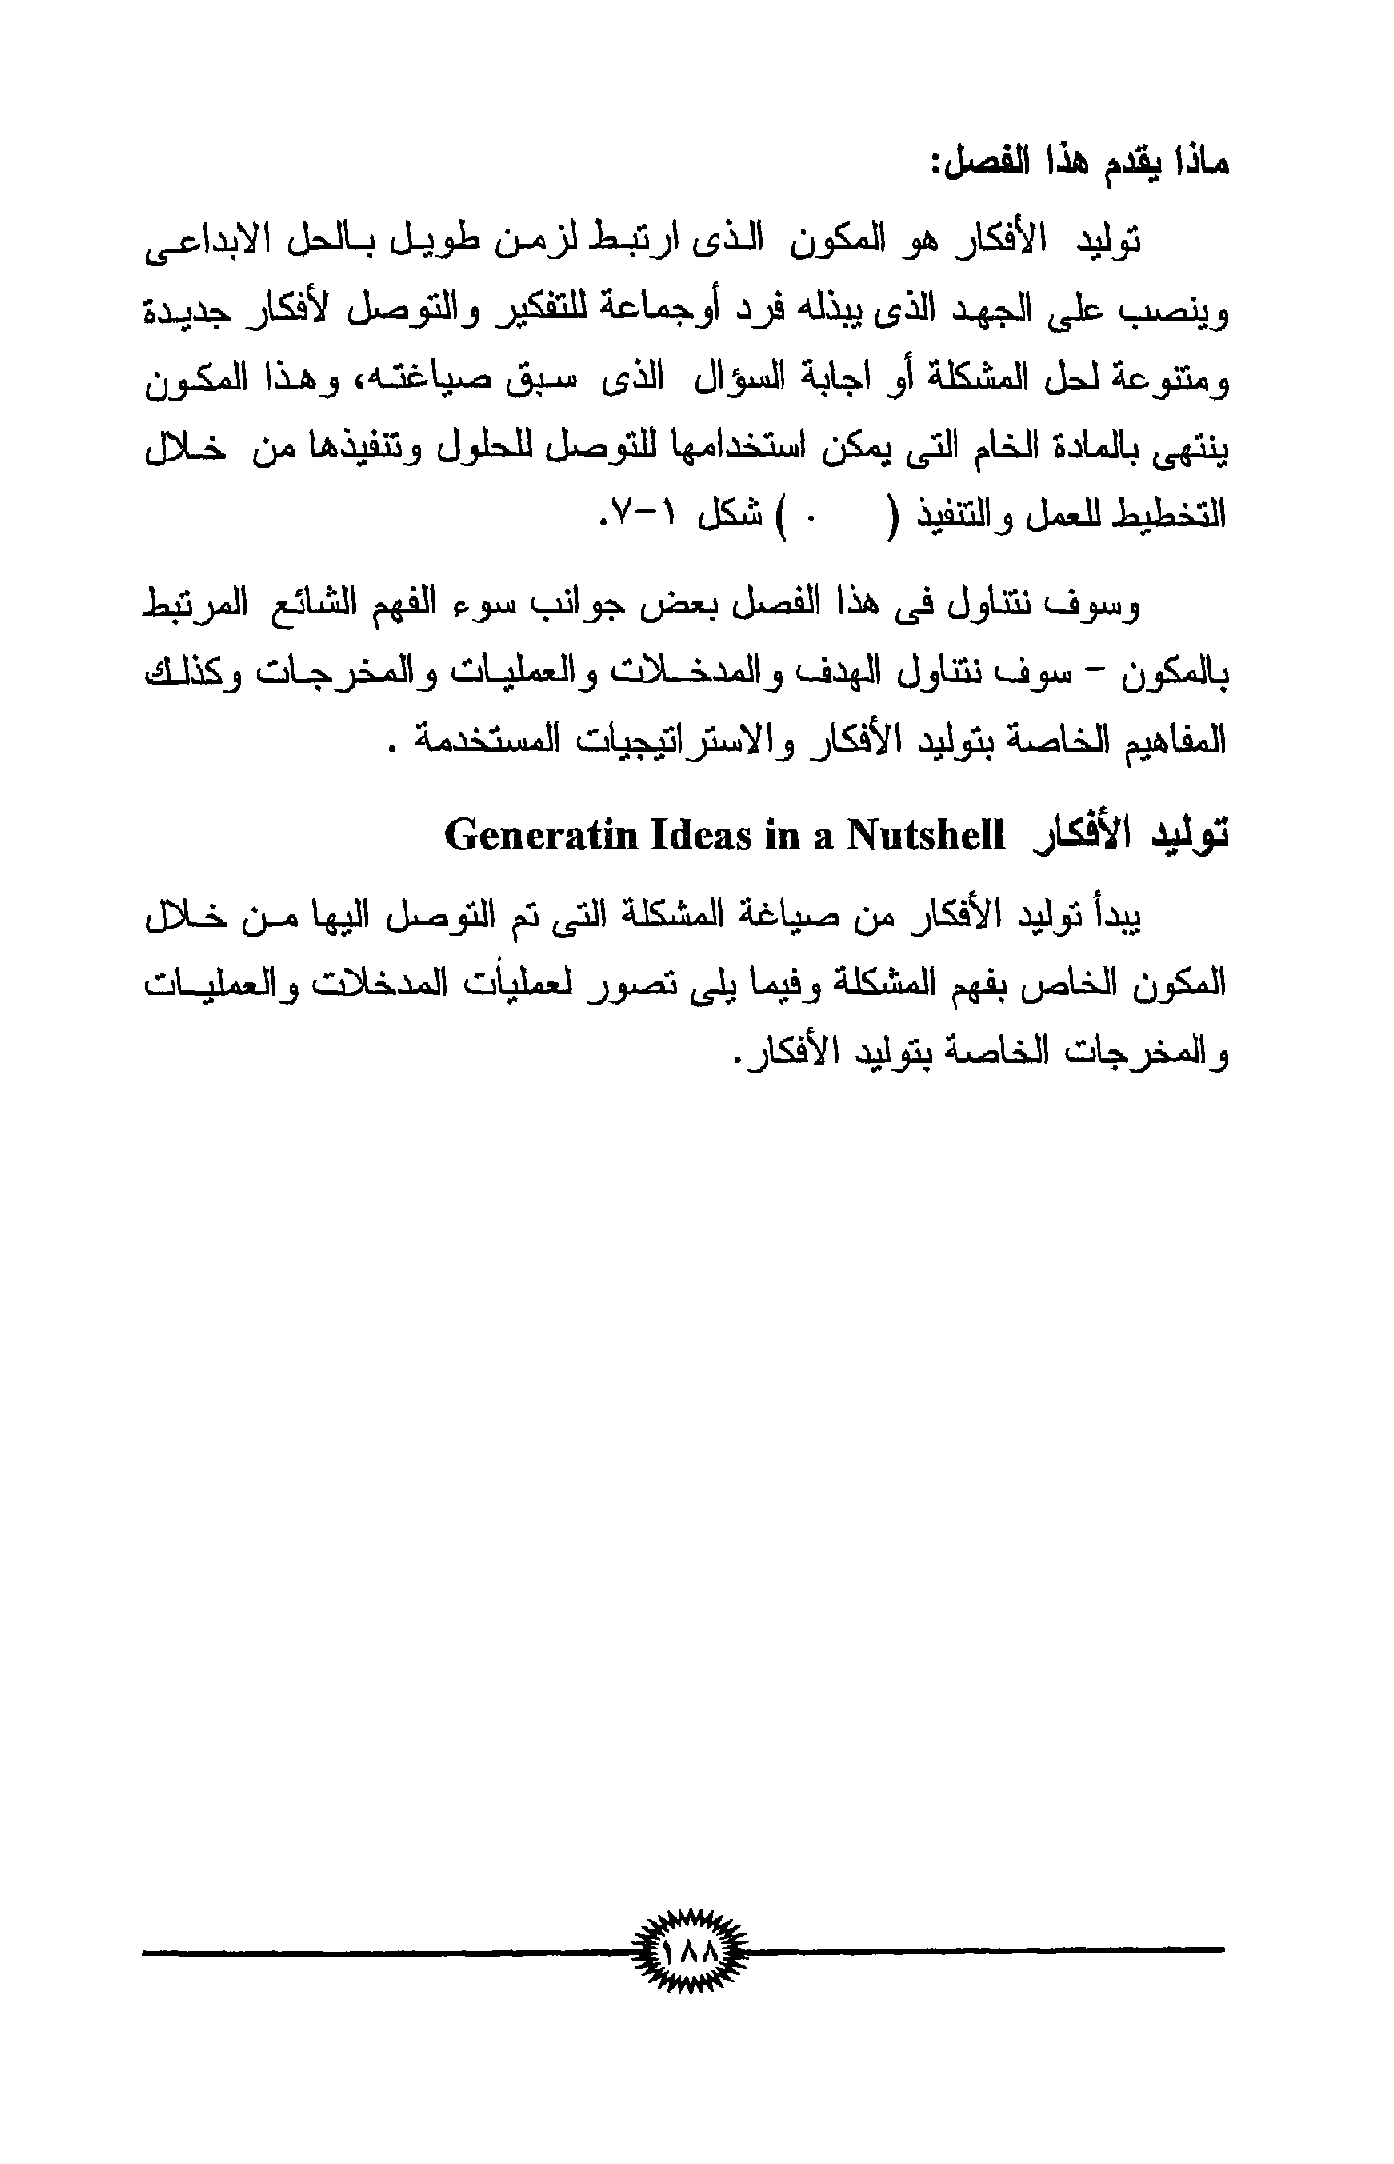 ماذا يقدم هذا الفصل:
توليد الأفكار هو المكون الذى ارتبط لزمن طويل بالحل الابداعى
وينصب على الجهد الذى يبذله فرد أوجماعة للتفكير والتوصل لأفكار جديدة
ومتنوعة لحل المشكلة أو اجابة السؤال الذى سبق صياغته، وهذا المكون
ينتهى بالمادة الخام التى يمكن استخدامها للتوصل للحلول وتنفيذها من خلال
التخطيط للعمل والتنفيذ ( . ) شكل ١-٧.
وسوف نتناول فى هذا الفصل بعض جوانب سوء الفهم الشائع المرتبط
بالمكون - سوف نتناول الهدف والمدخلات والعمليات والمخرجات وكذلك
المفاهيم الخاصة بتوليد الأفكار والاستراتيجيات المستخدمة .
توليد الأفكار Generatin Ideas in a Nutshell
يبدأ توليد الأفكار من صياغة المشكلة التى تم التوصل اليها من خلال
المكون الخاص بفهم المشكلة وفيما يلى تصور لعمليات المدخلات والعمليات
والمخرجات الخاصة بتوليد الأفكار.
١٨٨